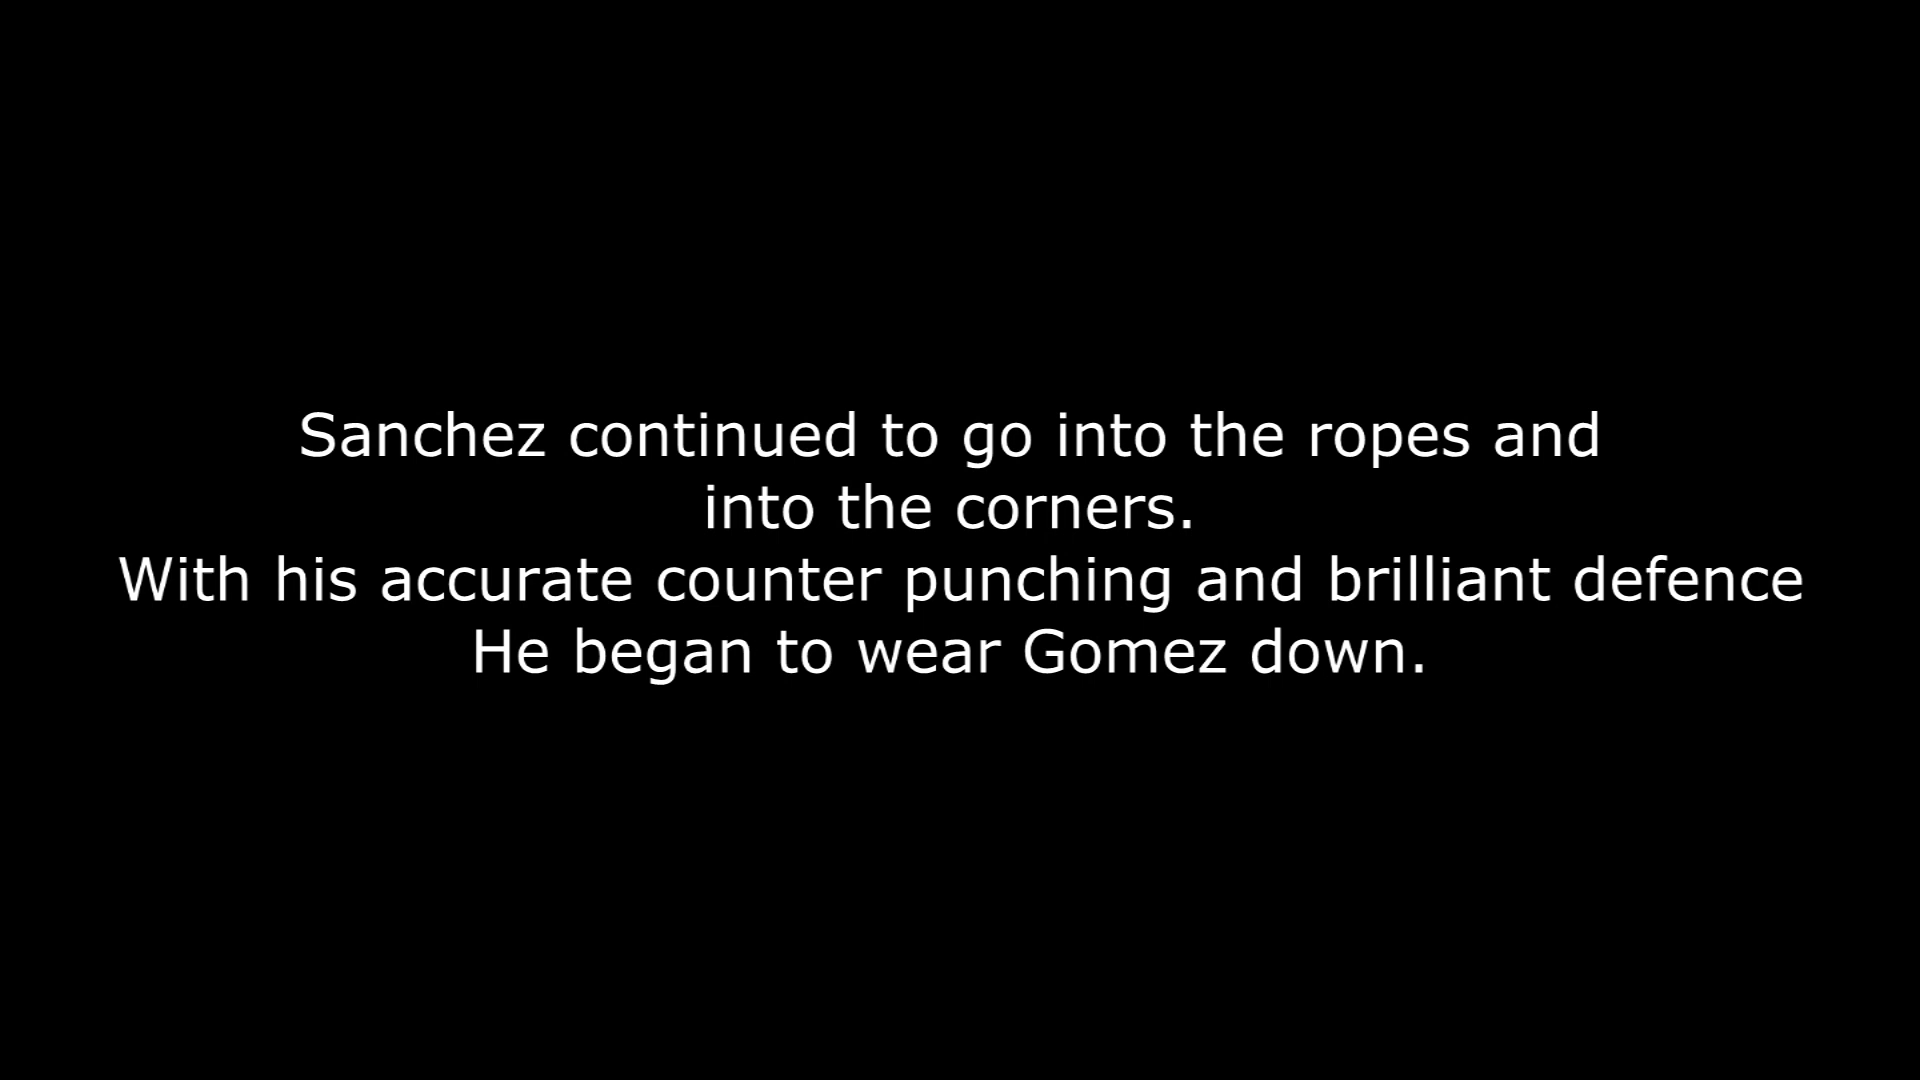 Sanchez continued to go into the ropes and
into the corners.
With his accurate counter punching and brilliant defence
He began to wear Gomez down.